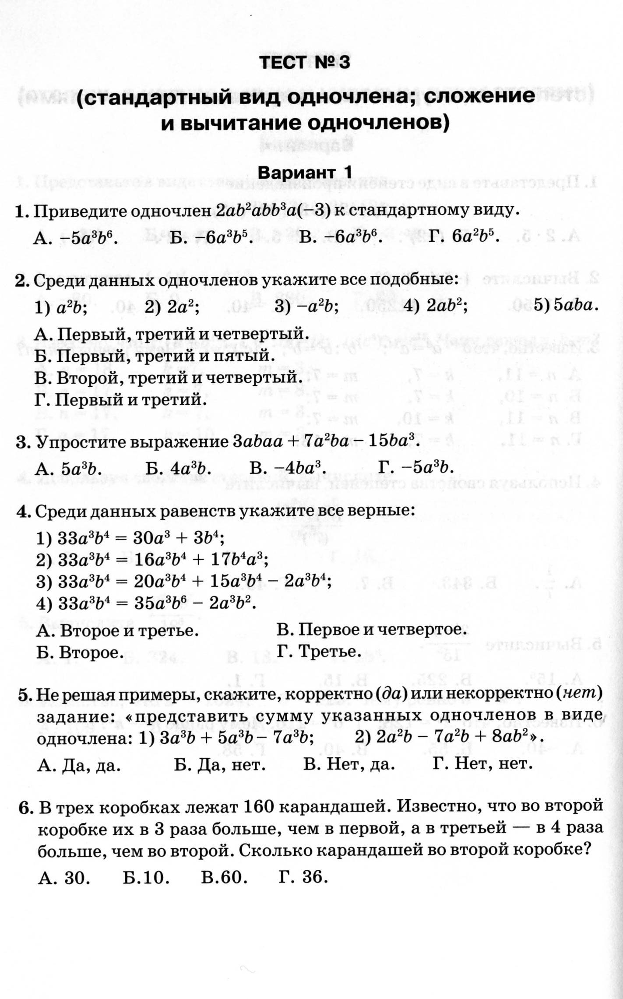 ТЕСТ № 3
(стандартный вид одночлена; сложение
и вычитание одночленов)
Вариант 1
1. Приведите одночлен 2ab²abb³a(−3) к стандартному виду.
А. −5a³b⁶. Б. −6a³b⁵. В. −6a³b⁶. Г. 6a²b⁵.
2. Среди данных одночленов укажите все подобные:
1) a²b; 2) 2a²; 3) −a²b; 4) 2ab²; 5) 5aba.
А. Первый, третий и четвертый.
Б. Первый, третий и пятый.
В. Второй, третий и четвертый.
Г. Первый и третий.
3. Упростите выражение 3abaa + 7a²ba − 15ba³.
А. 5a³b. Б. 4a³b. В. −4ba³. Г. −5a³b.
4. Среди данных равенств укажите все верные:
1) 33a³b⁴ = 30a³ + 3b⁴;
2) 33a³b⁴ = 16a³b⁴ + 17b⁴a³;
3) 33a³b⁴ = 20a³b⁴ + 15a³b⁴ − 2a³b⁴;
4) 33a³b⁴ = 35a³b⁶ − 2a³b².
А. Второе и третье. В. Первое и четвертое.
Б. Второе. Г. Третье.
5. Не решая примеры, скажите, корректно (да) или некорректно (нет)
задание: «представить сумму указанных одночленов в виде
одночлена: 1) 3a³b + 5a³b − 7a³b; 2) 2a²b − 7a²b + 8ab²».
А. Да, да. Б. Да, нет. В. Нет, да. Г. Нет, нет.
6. В трех коробках лежат 160 карандашей. Известно, что во второй
коробке их в 3 раза больше, чем в первой, а в третьей — в 4 раза
больше, чем во второй. Сколько карандашей во второй коробке?
А. 30. Б.10. В.60. Г. 36.